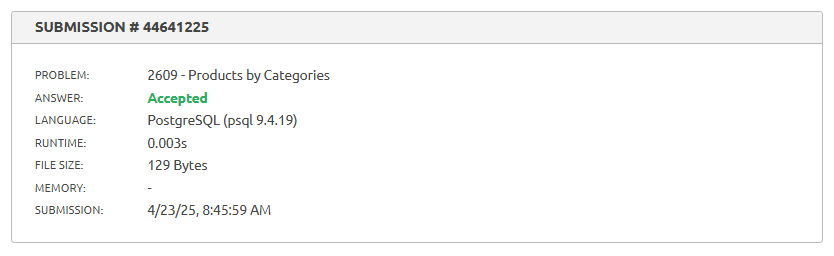 SUBMISSION # 44641225
PROBLEM: 2609 - Products by Categories
ANSWER: Accepted
LANGUAGE: PostgreSQL (psql 9.4.19)
RUNTIME: 0.003s
FILE SIZE: 129 Bytes
MEMORY: -
SUBMISSION: 4/23/25, 8:45:59 AM